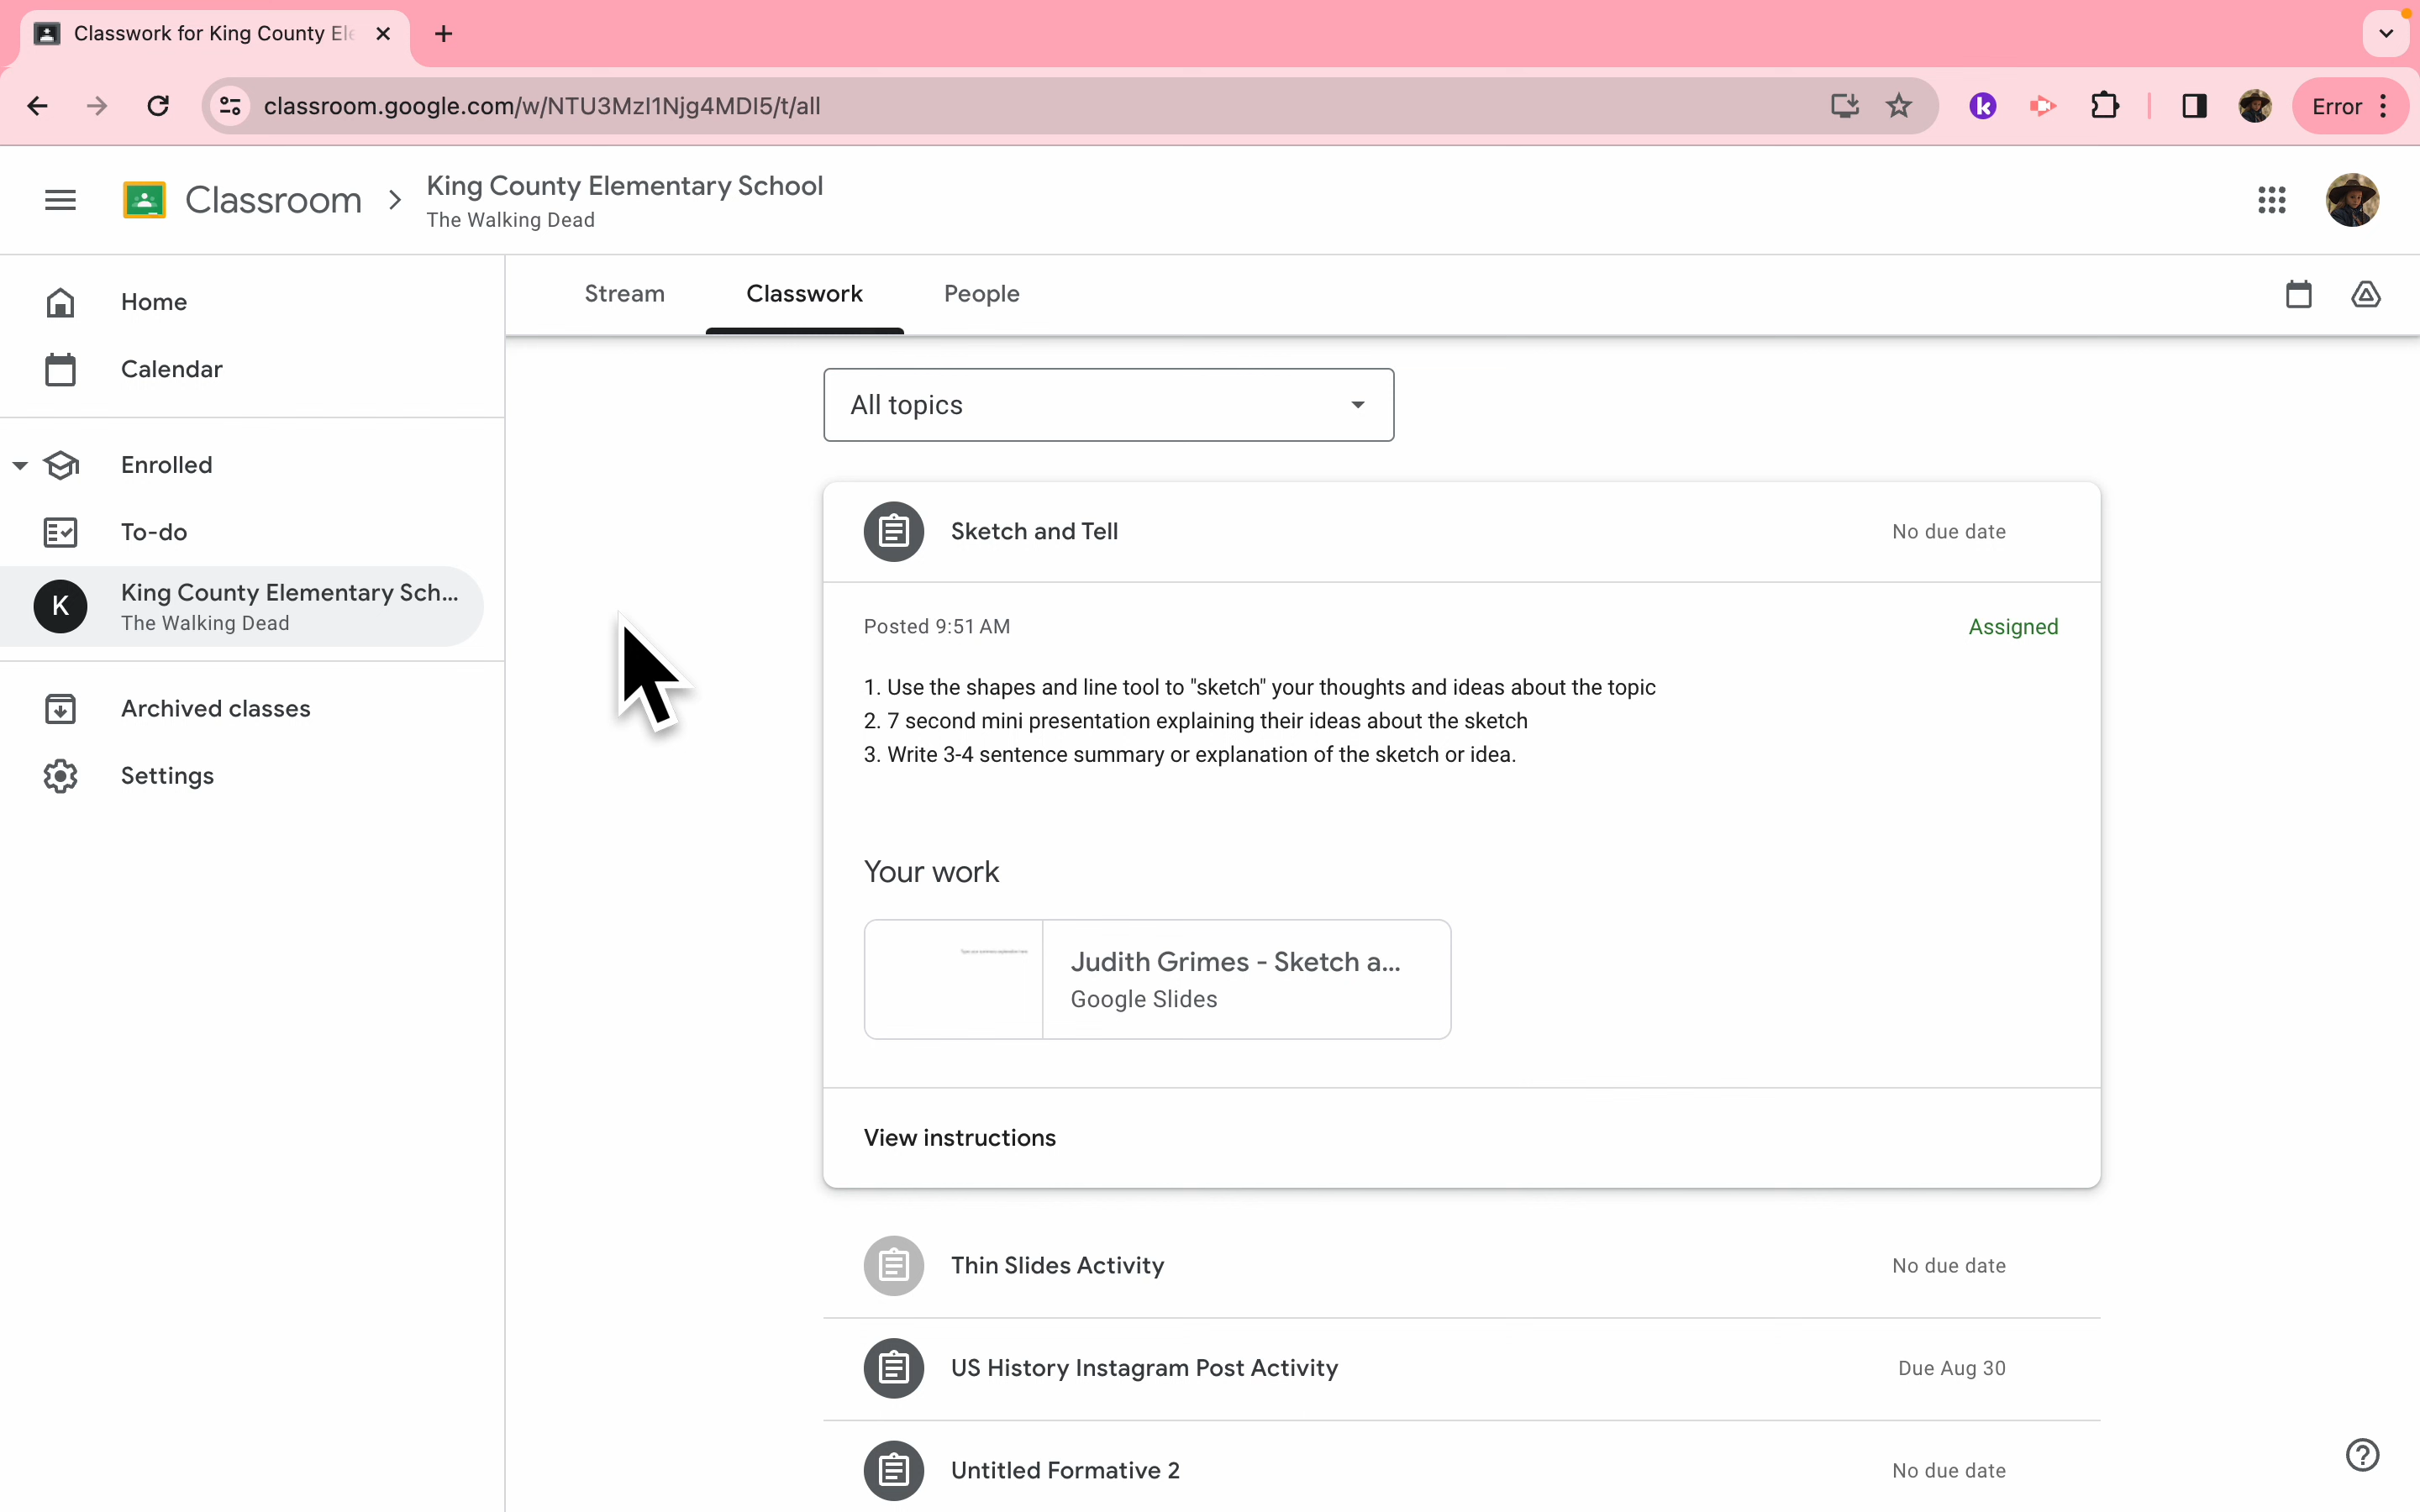 Classwork for King County Ele
classroom.google.com/w/NTU3MzI1Njg4MDI5/t/all
Error
Classroom
King County Elementary School
The Walking Dead
Home
Calendar
Enrolled
To-do
K
King County Elementary Sch...
The Walking Dead
Archived classes
Settings
Stream
Classwork
People
All topics
Sketch and Tell
No due date
Posted 9:51 AM
Assigned
1. Use the shapes and line tool to "sketch" your thoughts and ideas about the topic
2. 7 second mini presentation explaining their ideas about the sketch
3. Write 3-4 sentence summary or explanation of the sketch or idea.
Your work
Judith Grimes - Sketch a...
Google Slides
View instructions
Thin Slides Activity
No due date
US History Instagram Post Activity
Due Aug 30
Untitled Formative 2
No due date